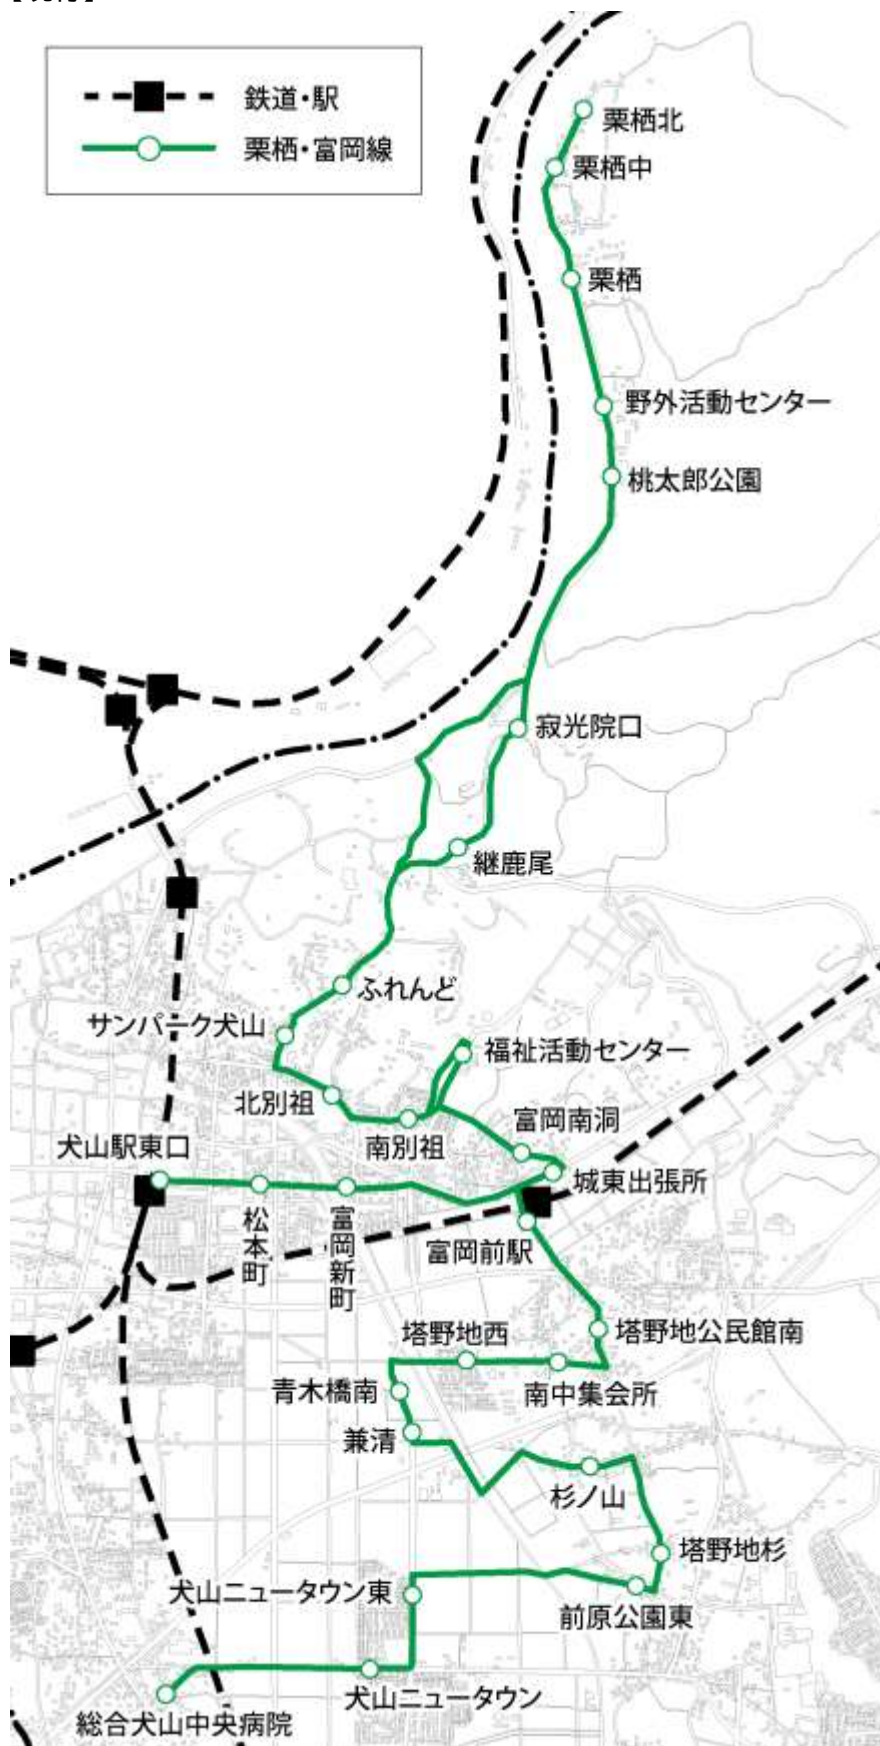 鉄道・駅
栗栖・富岡線
栗栖北
栗栖中
栗栖
野外活動センター
桃太郎公園
寂光院口
継鹿尾
ふれんど
サンパーク犬山
福祉活動センター
北別祖
南別祖
富岡南洞
犬山駅東口
城東出張所
松本町
富岡新町
富岡前駅
塔野地西
塔野地公民館南
青木橋南
南中集会所
兼清
杉ノ山
塔野地杉
犬山ニュータウン東
前原公園東
犬山ニュータウン
総合犬山中央病院